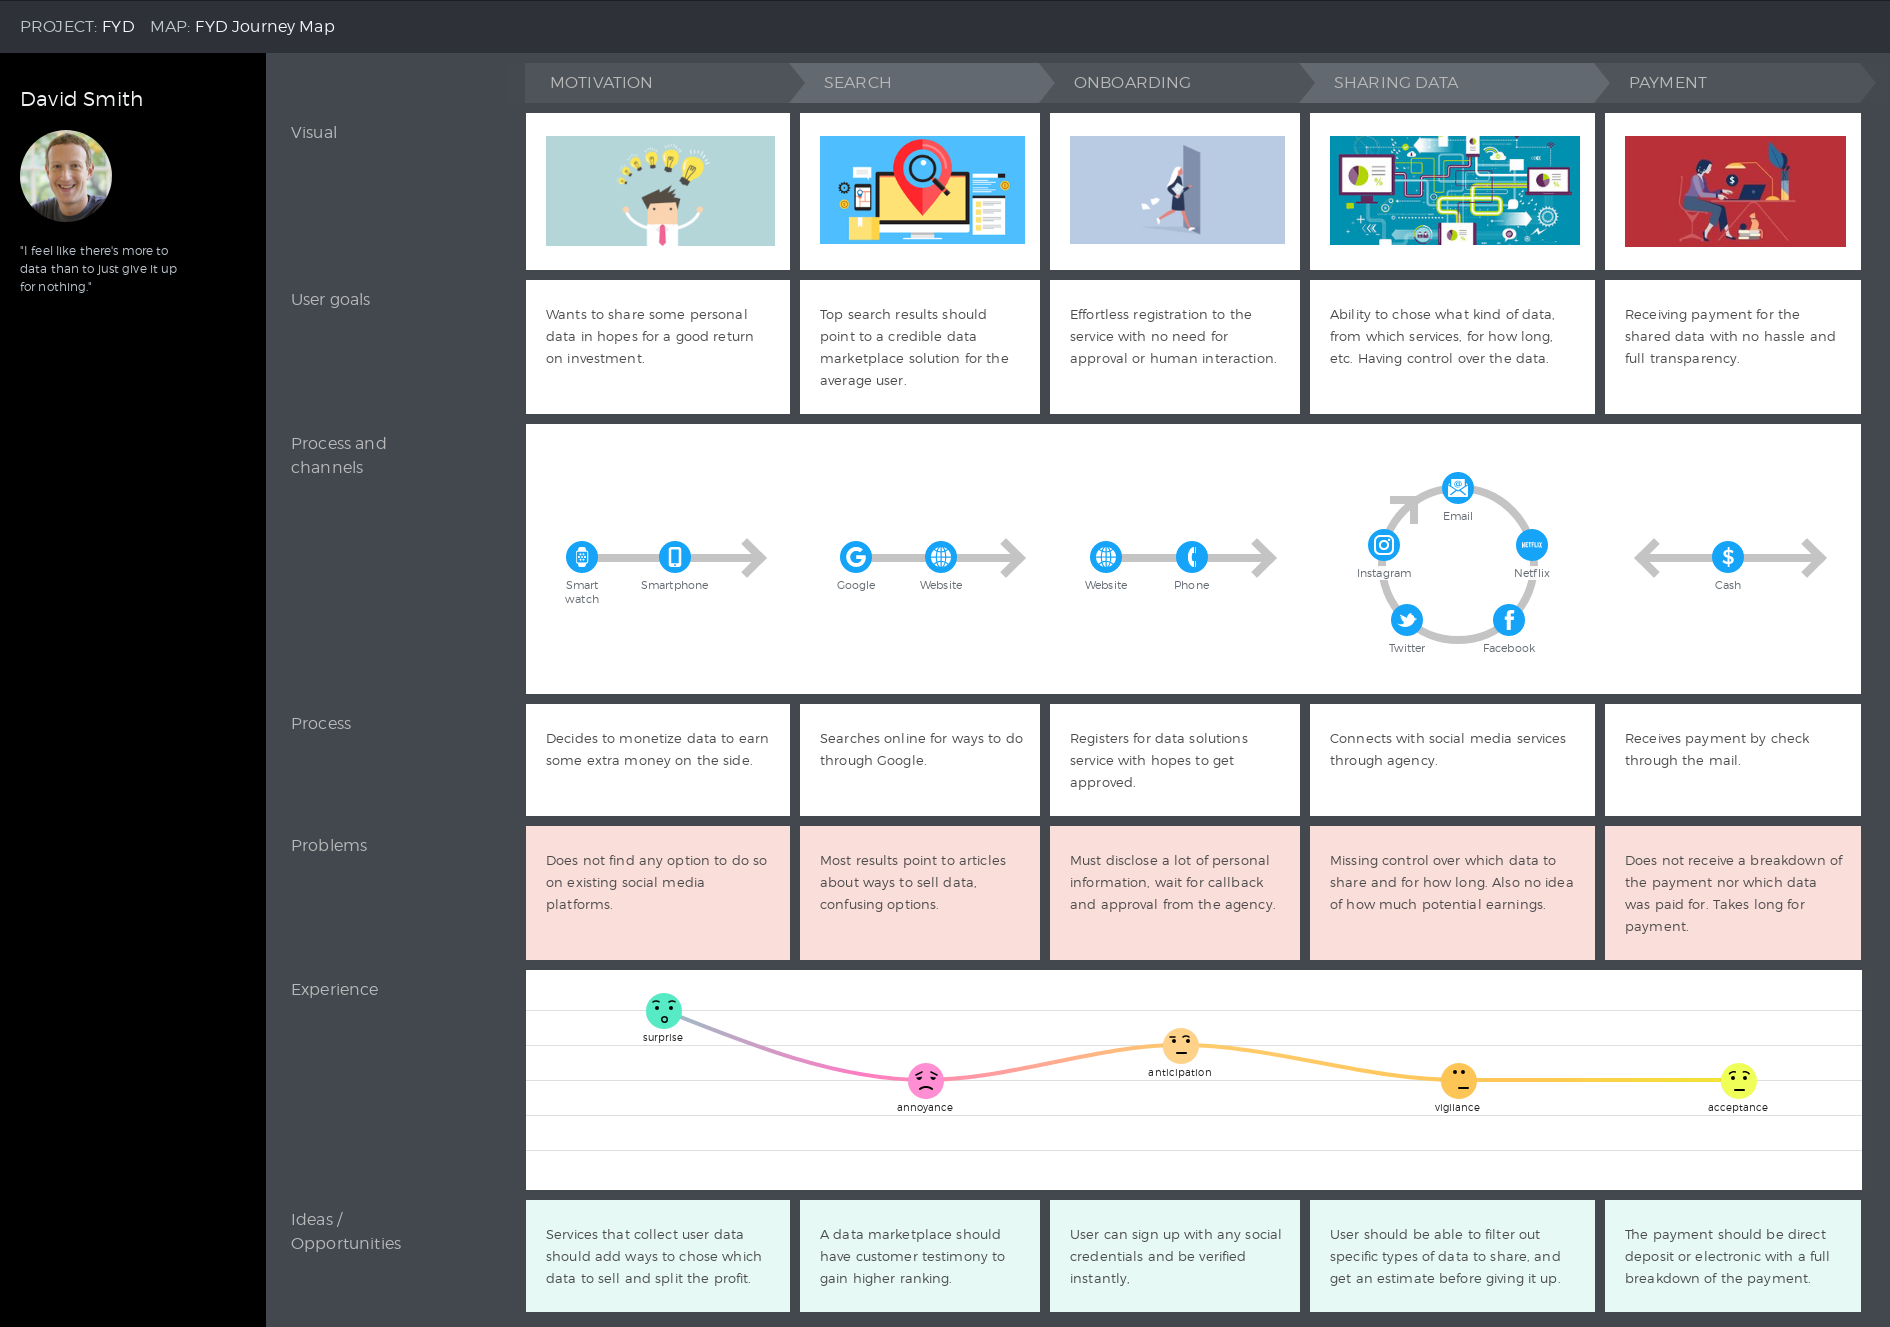 PROJECT: FYD MAP: FYD Journey Map
David Smith
"I feel like there's more to
data than to just give it up
for nothing."
MOTIVATION
SEARCH
ONBOARDING
SHARING DATA
PAYMENT
Visual
User goals
Wants to share some personal
data in hopes for a good return
on investment.
Top search results should
point to a credible data
marketplace solution for the
average user.
Effortless registration to the
service with no need for
approval or human interaction.
Ability to chose what kind of data,
from which services, for how long,
etc. Having control over the data.
Receiving payment for the
shared data with no hassle and
full transparency.
Process and
channels
Smart
watch
Smartphone
Google
Website
Website
Phone
Email
Instagram
NETFLIX
Netflix
Twitter
Facebook
Cash
Process
Decides to monetize data to earn
some extra money on the side.
Searches online for ways to do
through Google.
Registers for data solutions
service with hopes to get
approved.
Connects with social media services
through agency.
Receives payment by check
through the mail.
Problems
Does not find any option to do so
on existing social media
platforms.
Most results point to articles
about ways to sell data,
confusing options.
Must disclose a lot of personal
information, wait for callback
and approval from the agency.
Missing control over which data to
share and for how long. Also no idea
of how much potential earnings.
Does not receive a breakdown of
the payment nor which data
was paid for. Takes long for
payment.
Experience
surprise
annoyance
anticipation
vigilance
acceptance
Ideas /
Opportunities
Services that collect user data
should add ways to chose which
data to sell and split the profit.
A data marketplace should
have customer testimony to
gain higher ranking.
User can sign up with any social
credentials and be verified
instantly,
User should be able to filter out
specific types of data to share, and
get an estimate before giving it up.
The payment should be direct
deposit or electronic with a full
breakdown of the payment.